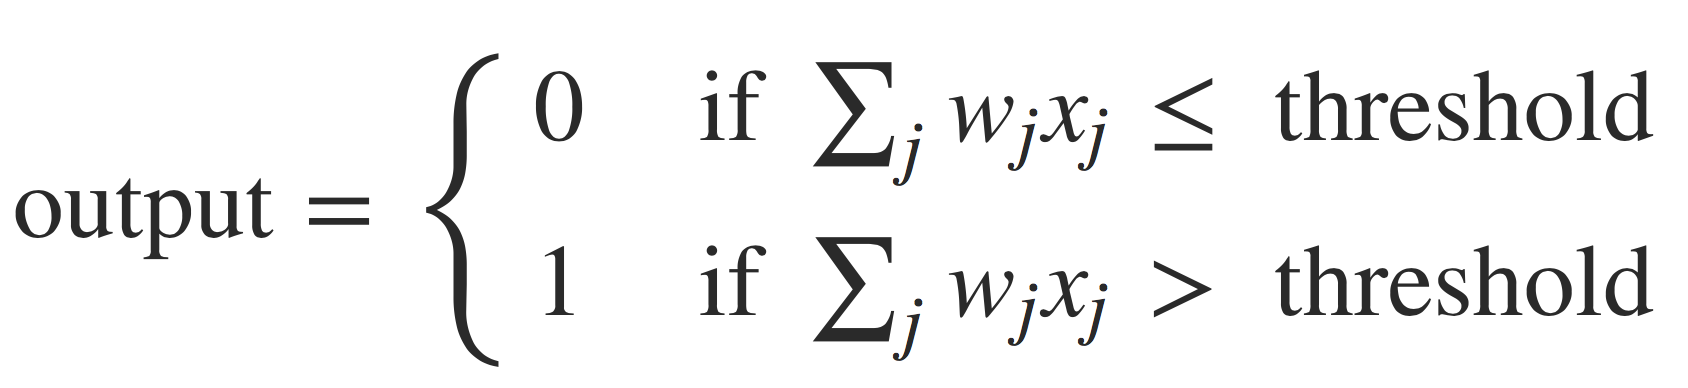 output = { 0 if ∑_j w_j x_j ≤ threshold
1 if ∑_j w_j x_j > threshold